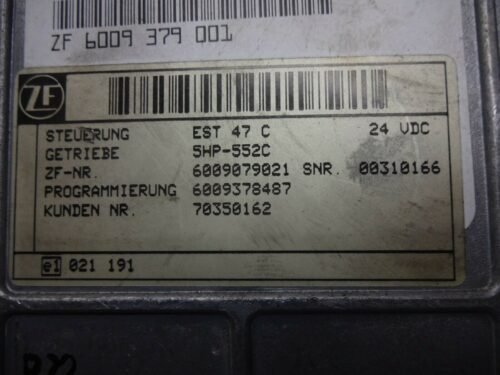 ZF 6009 379 001
ZF
STEUERUNG EST 47 C 24 VDC
GETRIEBE 5HP-552C
ZF-NR. 6009079021 SNR. 00310166
PROGRAMMIERUNG 6009378487
KUNDEN NR. 70350162
e1 021 191